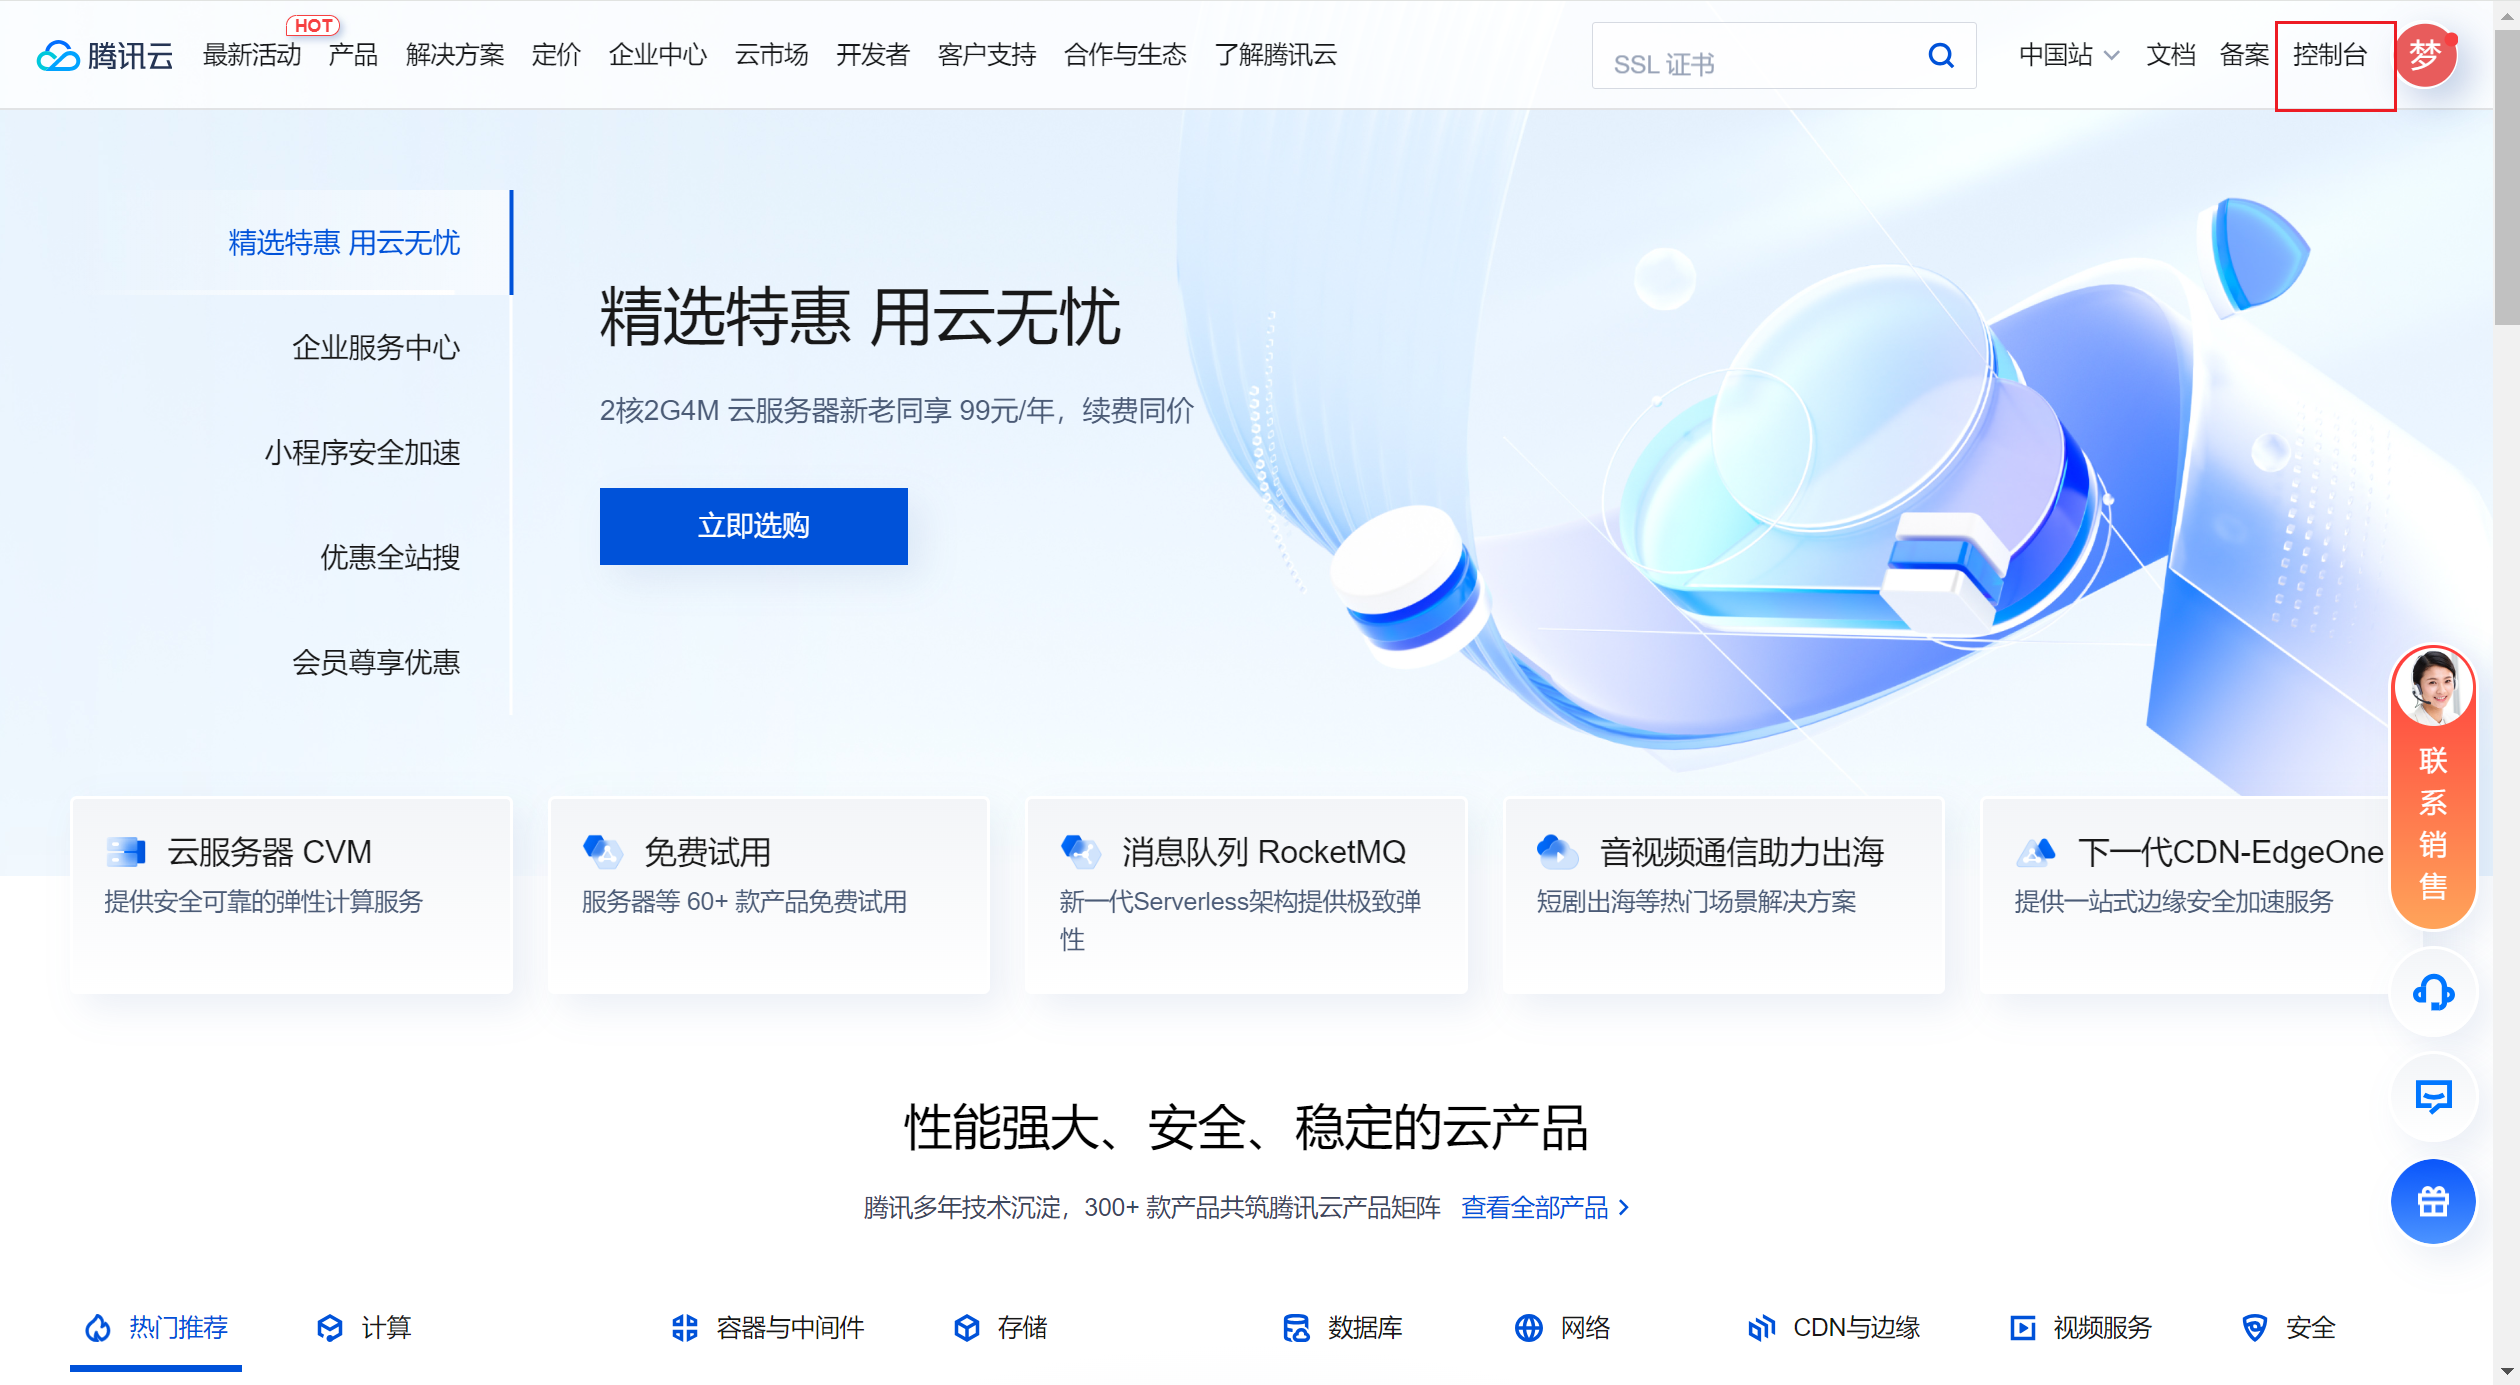 腾讯云 最新活动 HOT 产品 解决方案 定价 企业中心 云市场 开发者 客户支持 合作与生态 了解腾讯云 SSL 证书 中国站 文档 备案 控制台 梦
精选特惠 用云无忧
企业服务中心
小程序安全加速
优惠全站搜
会员尊享优惠
精选特惠 用云无忧
2核2G4M 云服务器新老同享 99元/年，续费同价
立即选购
联系销售
云服务器 CVM
提供安全可靠的弹性计算服务
免费试用
服务器等 60+ 款产品免费试用
消息队列 RocketMQ
新一代Serverless架构提供极致弹
性
音视频通信助力出海
短剧出海等热门场景解决方案
下一代CDN-EdgeOne
提供一站式边缘安全加速服务
性能强大、安全、稳定的云产品
腾讯多年技术沉淀，300+ 款产品共筑腾讯云产品矩阵 查看全部产品
热门推荐 计算 容器与中间件 存储 数据库 网络 CDN与边缘 视频服务 安全